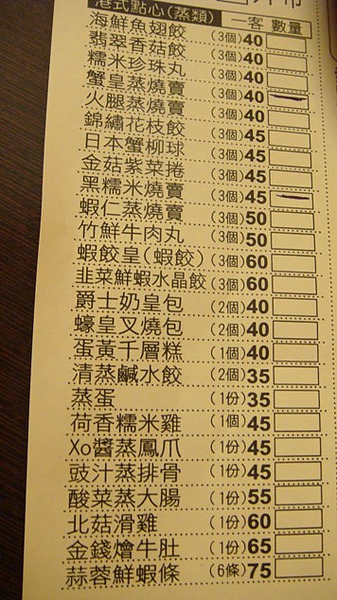 港式點心(蒸類) 一客 數量
海鮮魚翅餃 (3個)40
翡翠香菇餃 (3個)40
糯米珍珠丸 (3個)40
蟹皇蒸燒賣 (3個)40
火腿蒸燒賣 (3個)40
錦繡花枝餃 (3個)45
日本蟹柳球 (3個)45
金菇紫菜捲 (3個)45
黑糯米燒賣 (3個)45
蝦仁蒸燒賣 (3個)50
竹鮮牛肉丸 (3個)50
蝦餃皇(蝦餃) (3個)60
韭菜鮮蝦水晶餃 (3個)60
爵士奶皇包 (2個)40
蠔皇叉燒包 (2個)40
蛋黃千層糕 (1個)40
清蒸鹹水餃 (2個)35
蒸蛋 (1份)35
荷香糯米雞 (1個)45
Xo醬蒸鳳爪 (1份)45
豉汁蒸排骨 (1份)45
酸菜蒸大腸 (1份)55
北菇滑雞 (1份)60
金錢燴牛肚 (1份)65
蒜蓉鮮蝦條 (6條)75